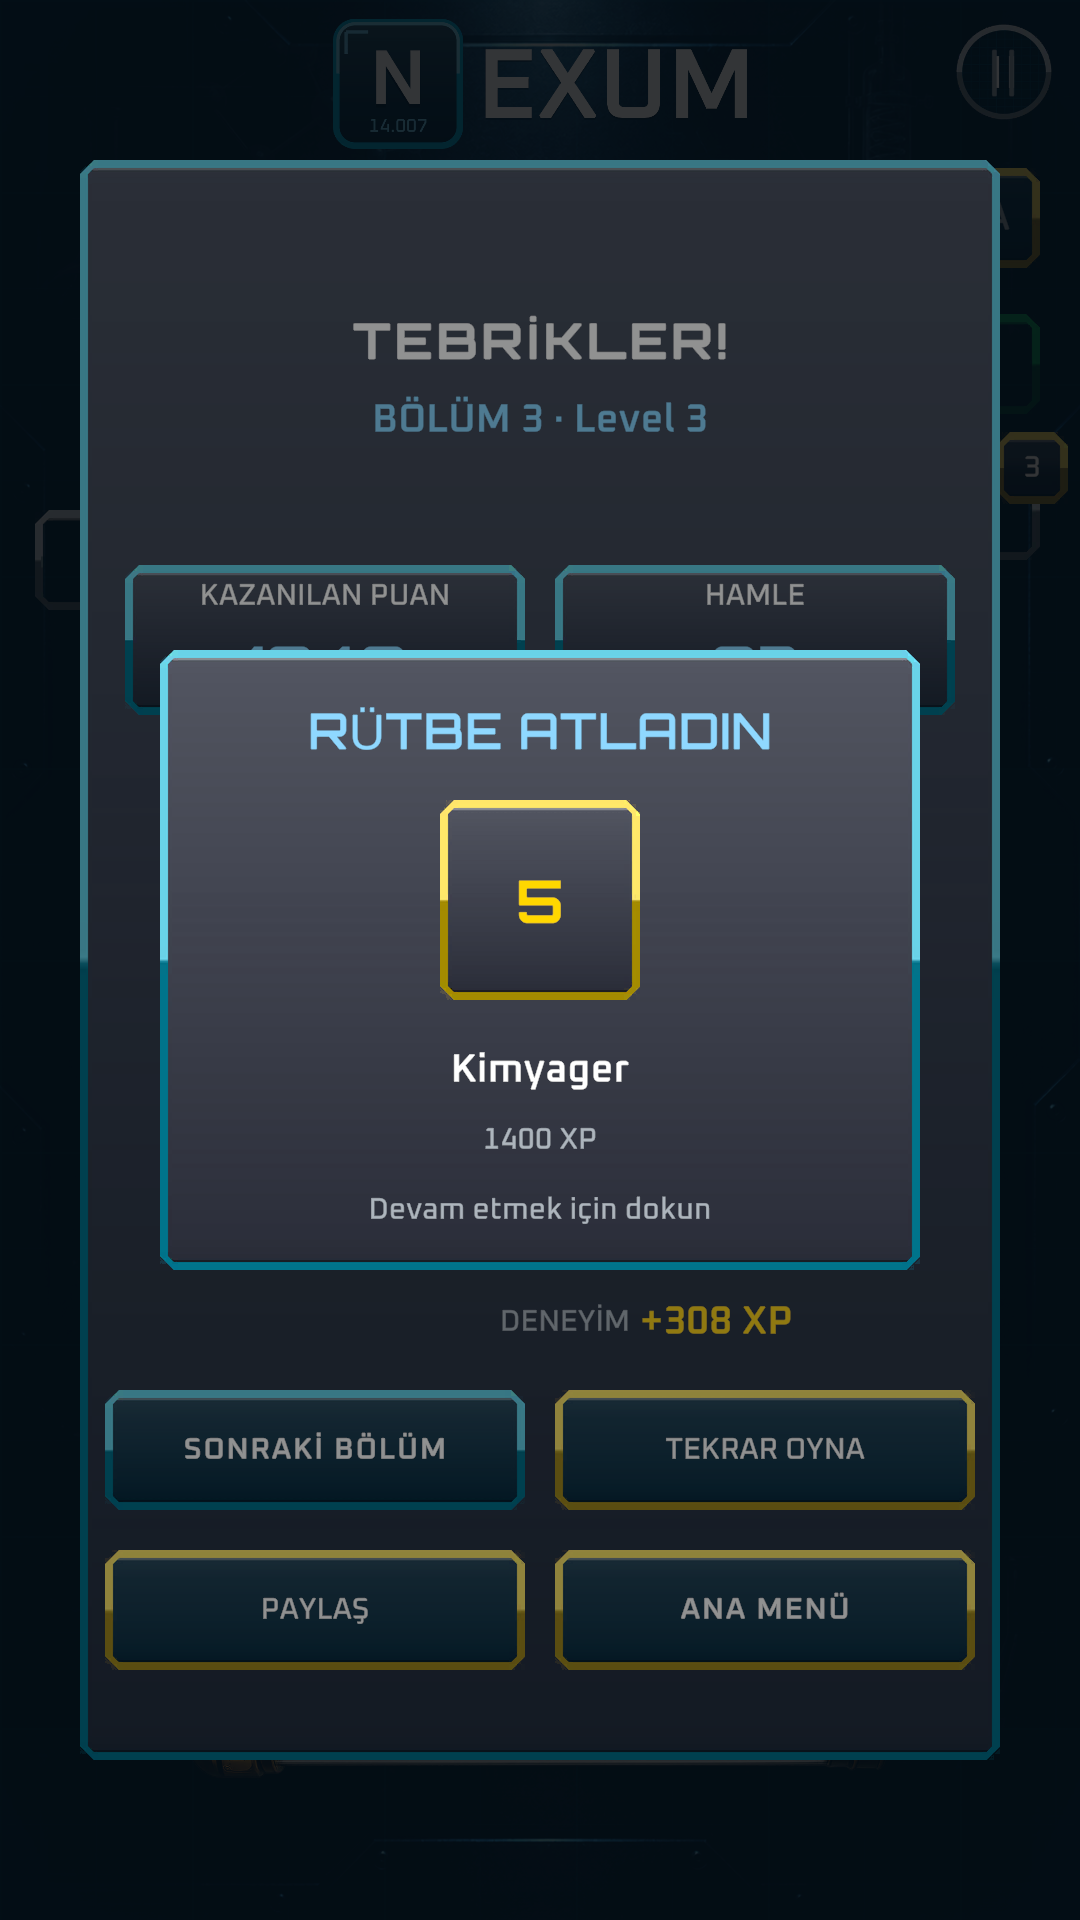 N EXUM
14.007
TEBRİKLER!
BÖLÜM 3 · Level 3
3
KAZANILAN PUAN
HAMLE
RÜTBE ATLADIN
5
Kimyager
1400 XP
Devam etmek için dokun
DENEYİM +308 XP
SONRAKİ BÖLÜM
TEKRAR OYNA
PAYLAŞ
ANA MENÜ